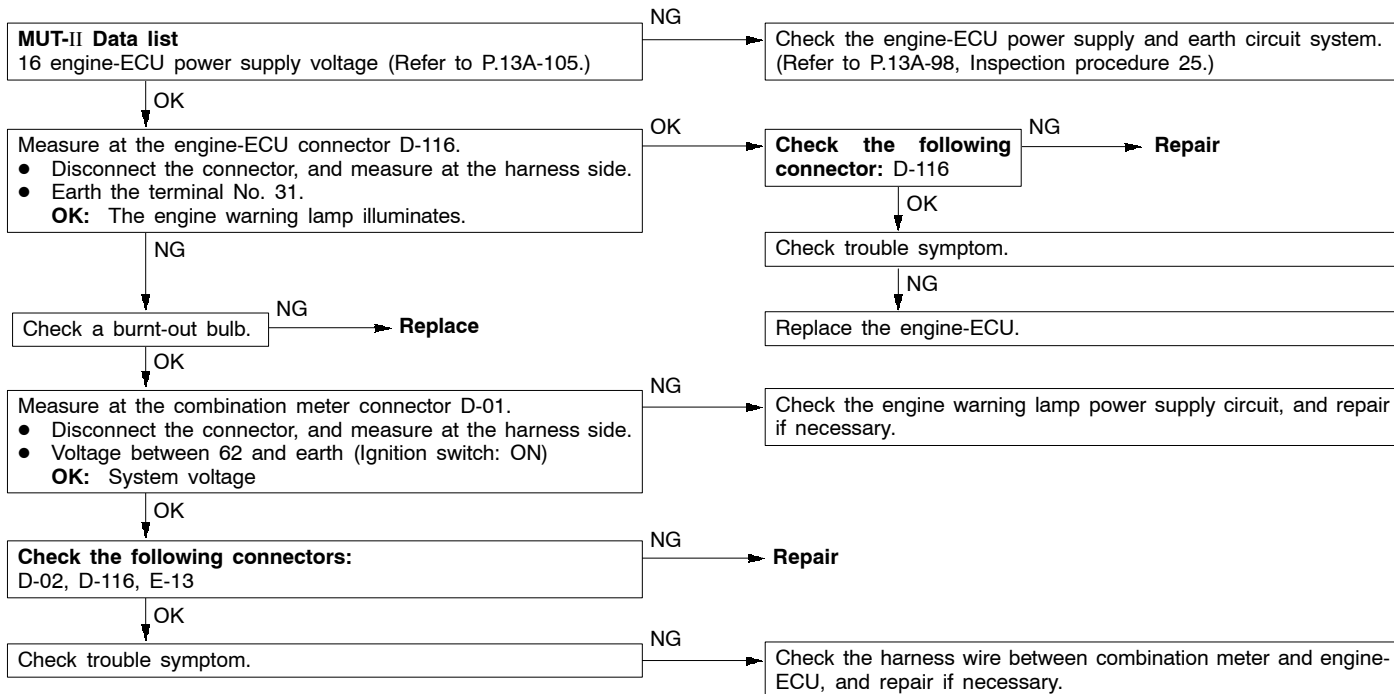 NG
MUT-II Data list
16 engine-ECU power supply voltage (Refer to P.13A-105.)
Check the engine-ECU power supply and earth circuit system.
(Refer to P.13A-98, Inspection procedure 25.)
OK
Measure at the engine-ECU connector D-116.
● Disconnect the connector, and measure at the harness side.
● Earth the terminal No. 31.
OK: The engine warning lamp illuminates.
OK
Check the following
connector: D-116
NG
Repair
OK
Check trouble symptom.
NG
Replace the engine-ECU.
NG
Check a burnt-out bulb.
NG
Replace
OK
Measure at the combination meter connector D-01.
● Disconnect the connector, and measure at the harness side.
● Voltage between 62 and earth (Ignition switch: ON)
OK: System voltage
NG
Check the engine warning lamp power supply circuit, and repair
if necessary.
OK
Check the following connectors:
D-02, D-116, E-13
NG
Repair
OK
Check trouble symptom.
NG
Check the harness wire between combination meter and engine-
ECU, and repair if necessary.